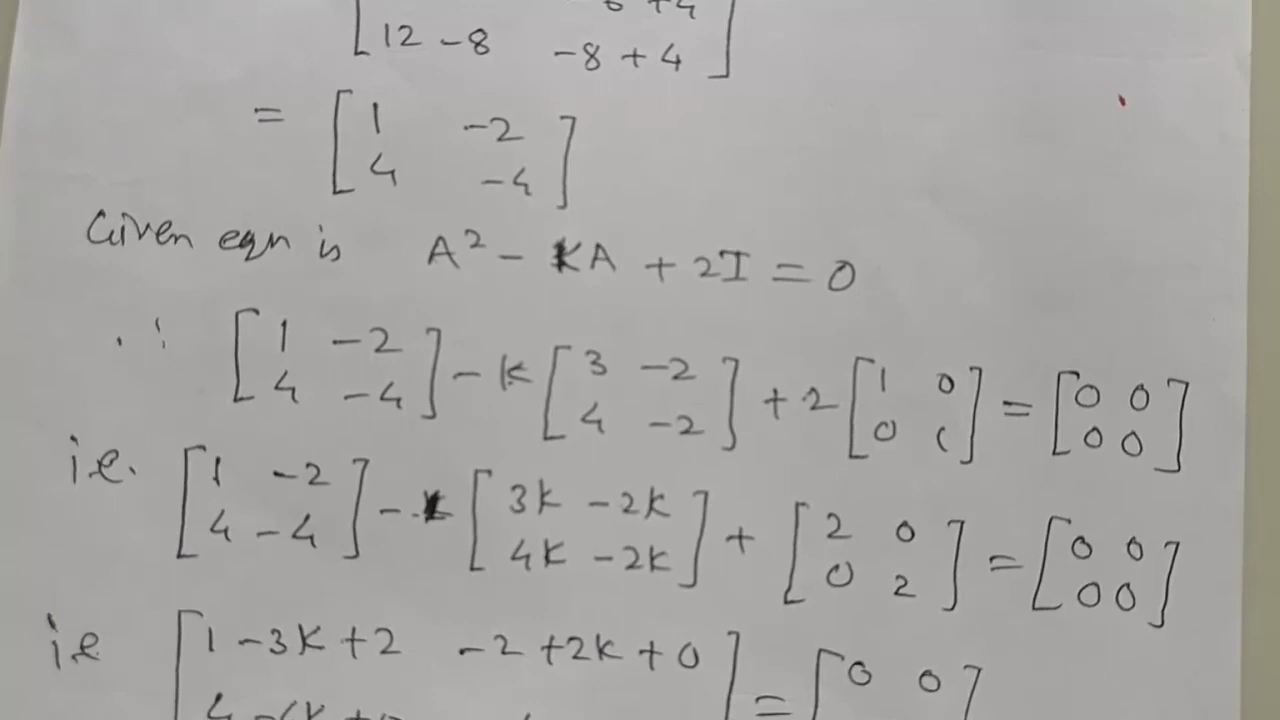 6 + 4
12 - 8 -8 + 4
= [ 1 -2
4 -4 ]
Given eqn is A² - KA + 2I = 0
∴ [ 1 -2
4 -4 ] - K [ 3 -2
4 -2 ] + 2 [ 1 0
0 1 ] = [ 0 0
0 0 ]
i.e. [ 1 -2
4 -4 ] - [ 3K -2K
4K -2K ] + [ 2 0
0 2 ] = [ 0 0
0 0 ]
i.e [ 1 - 3K + 2 -2 + 2K + 0 ] = [ 0 0 ]